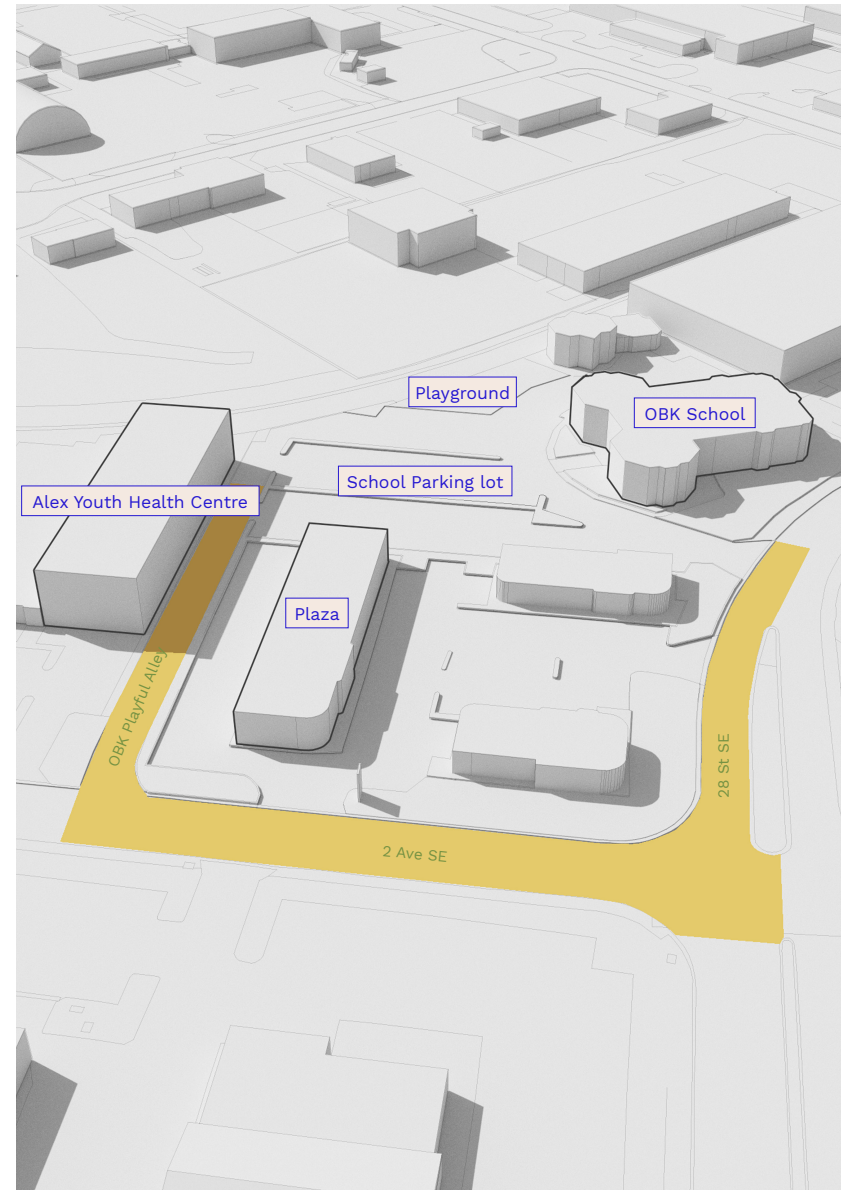 Playground
OBK School
School Parking lot
Alex Youth Health Centre
Plaza
OBK Playful Alley
28 St SE
2 Ave SE